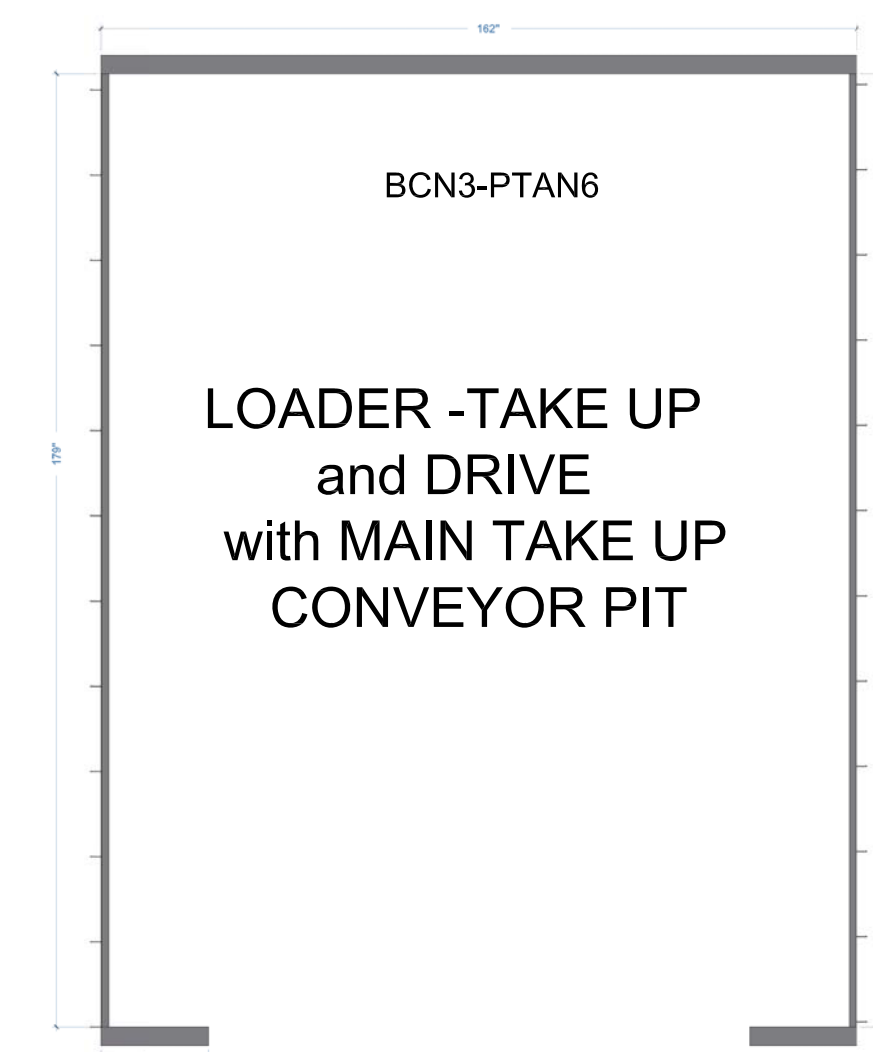 162"
BCN3-PTAN6
179"
LOADER -TAKE UP
and DRIVE
with MAIN TAKE UP
CONVEYOR PIT